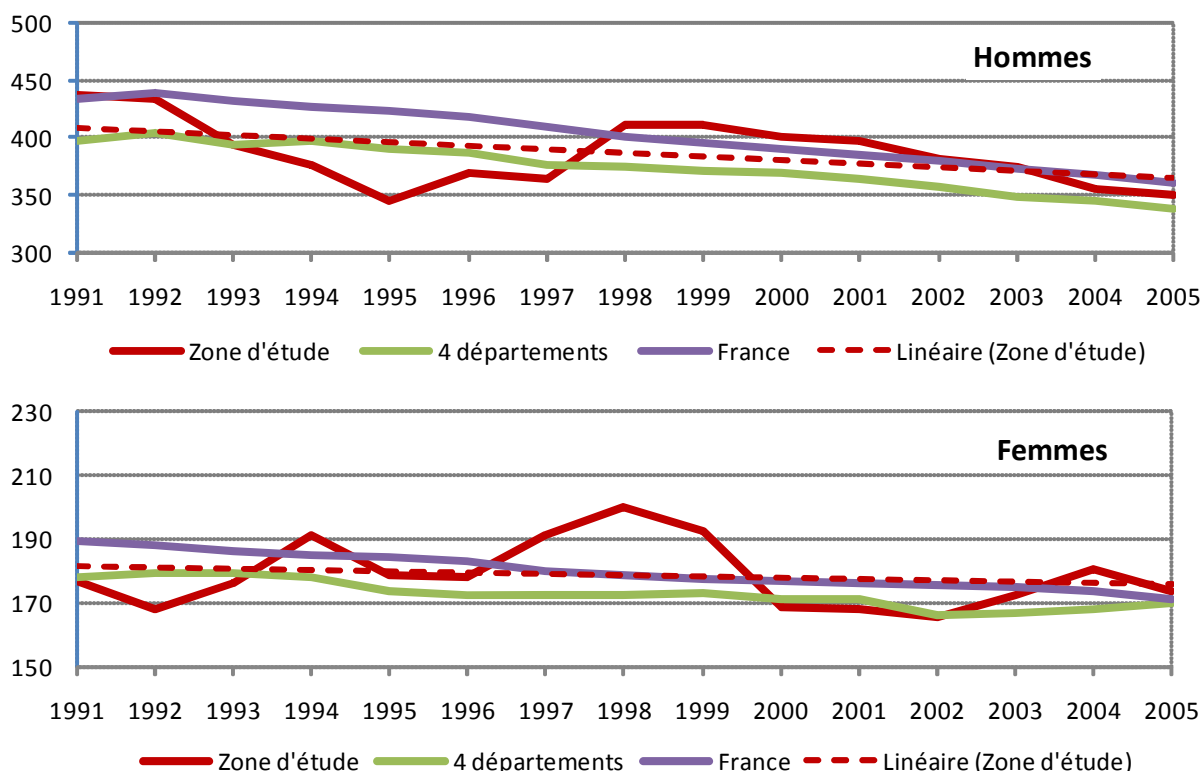 500
Hommes
450
400
350
300
1991 1992 1993 1994 1995 1996 1997 1998 1999 2000 2001 2002 2003 2004 2005
Zone d'étude 4 départements France Linéaire (Zone d'étude)
230
Femmes
210
190
170
150
1991 1992 1993 1994 1995 1996 1997 1998 1999 2000 2001 2002 2003 2004 2005
Zone d'étude 4 départements France Linéaire (Zone d'étude)